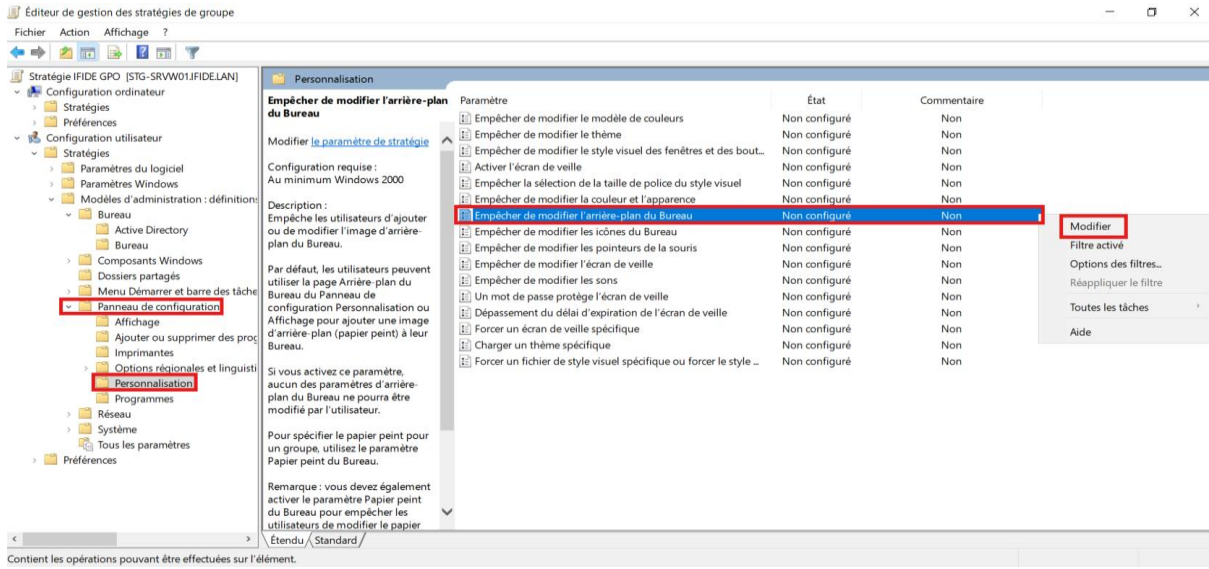 Éditeur de gestion des stratégies de groupe
Fichier Action Affichage ?
Stratégie IFIDE GPO [STG-SRVW01.IFIDE.LAN]
Configuration ordinateur
Stratégies
Préférences
Configuration utilisateur
Stratégies
Paramètres du logiciel
Paramètres Windows
Modèles d'administration : définition
Bureau
Active Directory
Bureau
Composants Windows
Dossiers partagés
Menu Démarrer et barre des tâche
Panneau de configuration
Affichage
Ajouter ou supprimer des prog
Imprimantes
Options régionales et linguisti
Personnalisation
Programmes
Réseau
Système
Tous les paramètres
Préférences
Personnalisation
Empêcher de modifier l'arrière-plan
du Bureau
Modifier le paramètre de stratégie
Configuration requise :
Au minimum Windows 2000
Description :
Empêche les utilisateurs d'ajouter
ou de modifier l'image d'arrière-
plan du Bureau.
Par défaut, les utilisateurs peuvent
utiliser la page Arrière-plan du
Bureau du Panneau de
configuration Personnalisation ou
Affichage pour ajouter une image
d'arrière-plan (papier peint) à leur
Bureau.
Si vous activez ce paramètre,
aucun des paramètres d'arrière-
plan du Bureau ne pourra être
modifié par l'utilisateur.
Pour spécifier le papier peint pour
un groupe, utilisez le paramètre
Papier peint du Bureau.
Remarque : vous devez également
activer le paramètre Papier peint
du Bureau pour empêcher les
utilisateurs de modifier le papier
Paramètre État Commentaire
Empêcher de modifier le modèle de couleurs Non configuré Non
Empêcher de modifier le thème Non configuré Non
Empêcher de modifier le style visuel des fenêtres et des bout... Non configuré Non
Activer l'écran de veille Non configuré Non
Empêcher la sélection de la taille de police du style visuel Non configuré Non
Empêcher de modifier la couleur et l'apparence Non configuré Non
Empêcher de modifier l'arrière-plan du Bureau Non configuré Non
Empêcher de modifier les icônes du Bureau Non configuré Non
Empêcher de modifier les pointeurs de la souris Non configuré Non
Empêcher de modifier l'écran de veille Non configuré Non
Empêcher de modifier les sons Non configuré Non
Un mot de passe protège l'écran de veille Non configuré Non
Dépassement du délai d'expiration de l'écran de veille Non configuré Non
Forcer un écran de veille spécifique Non configuré Non
Charger un thème spécifique Non configuré Non
Forcer un fichier de style visuel spécifique ou forcer le style ... Non configuré Non
Modifier
Filtre activé
Options des filtres...
Réappliquer le filtre
Toutes les tâches
Aide
Étendu Standard
Contient les opérations pouvant être effectuées sur l'élément.